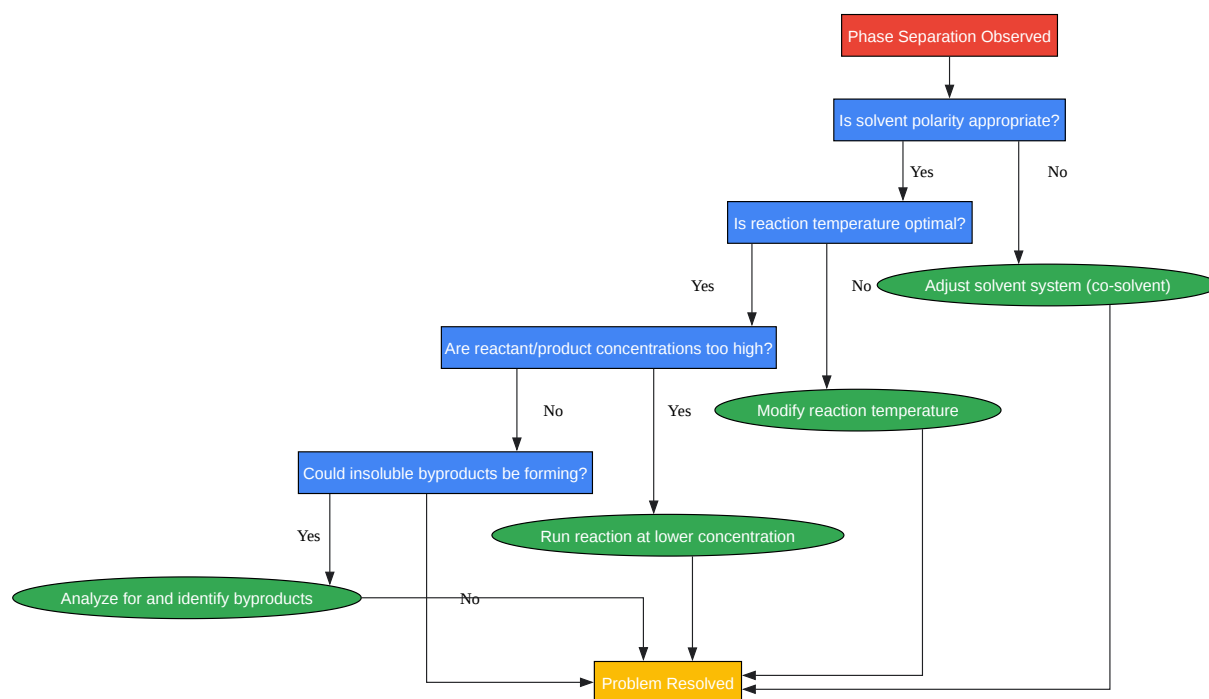 Phase Separation Observed
Is solvent polarity appropriate?
Yes
No
Is reaction temperature optimal?
Yes
No
Adjust solvent system (co-solvent)
Are reactant/product concentrations too high?
No
Yes
Modify reaction temperature
Could insoluble byproducts be forming?
Yes
Run reaction at lower concentration
Analyze for and identify byproducts
No
Problem Resolved